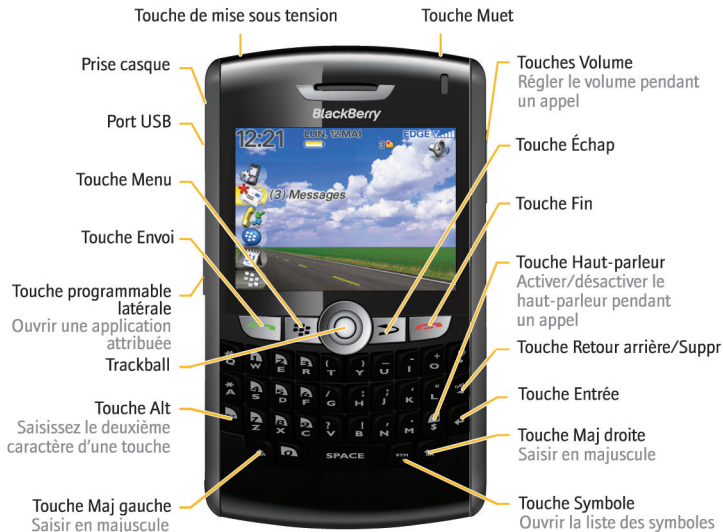 Touche de mise sous tension
Touche Muet
Prise casque
Port USB
Touche Menu
Touche Envoi
Touche programmable
latérale
Ouvrir une application
attribuée
Trackball
Touche Alt
Saisissez le deuxième
caractère d'une touche
Touche Maj gauche
Saisir en majuscule
BlackBerry
12:21
LUN, 12 MAI
EDGE
3
(3) Messages
Touches Volume
Régler le volume pendant
un appel
Touche Échap
Touche Fin
Touche Haut-parleur
Activer/désactiver le
haut-parleur pendant
un appel
Touche Retour arrière/Suppr
Touche Entrée
Touche Maj droite
Saisir en majuscule
Touche Symbole
Ouvrir la liste des symboles
W E R T Y U I O
A S D F G H J K L
Z X C V B N M $
SPACE
SYM